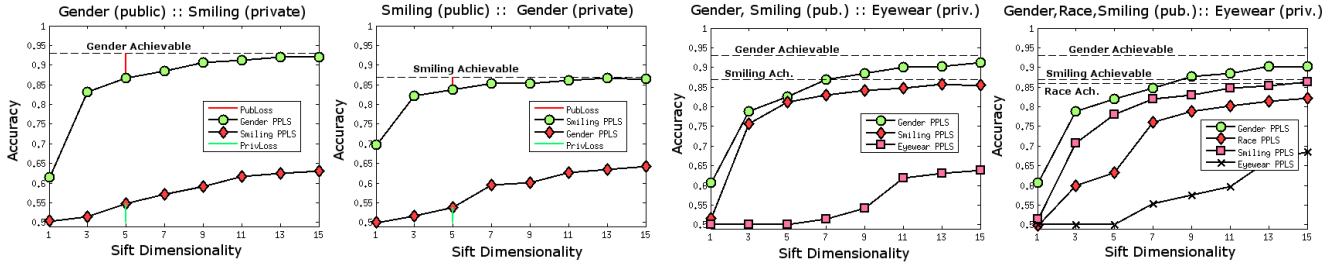 Gender (public) :: Smiling (private)
Accuracy
1
0.95
0.9
0.85
0.8
0.75
0.7
0.65
0.6
0.55
0.5
Gender Achievable
PubLoss
Gender PPLS
Smiling PPLS
PrivLoss
1 3 5 7 9 11 13 15
Sift Dimensionality
Smiling (public) :: Gender (private)
Accuracy
1
0.95
0.9
0.85
0.8
0.75
0.7
0.65
0.6
0.55
0.5
Smiling Achievable
PubLoss
Smiling PPLS
Gender PPLS
PrivLoss
1 3 5 7 9 11 13 15
Sift Dimensionality
Gender, Smiling (pub.) :: Eyewear (priv.)
Accuracy
1
0.95
0.9
0.85
0.8
0.75
0.7
0.65
0.6
0.55
0.5
Gender Achievable
Smiling Ach.
Gender PPLS
Smiling PPLS
Eyewear PPLS
1 3 5 7 9 11 13 15
Sift Dimensionality
Gender,Race,Smiling (pub.):: Eyewear (priv.)
Accuracy
1
0.95
0.9
0.85
0.8
0.75
0.7
0.65
0.6
0.55
0.5
Gender Achievable
Smiling Achievable
Race Ach.
Gender PPLS
Race PPLS
Smiling PPLS
Eyewear PPLS
1 3 5 7 9 11 13 15
Sift Dimensionality